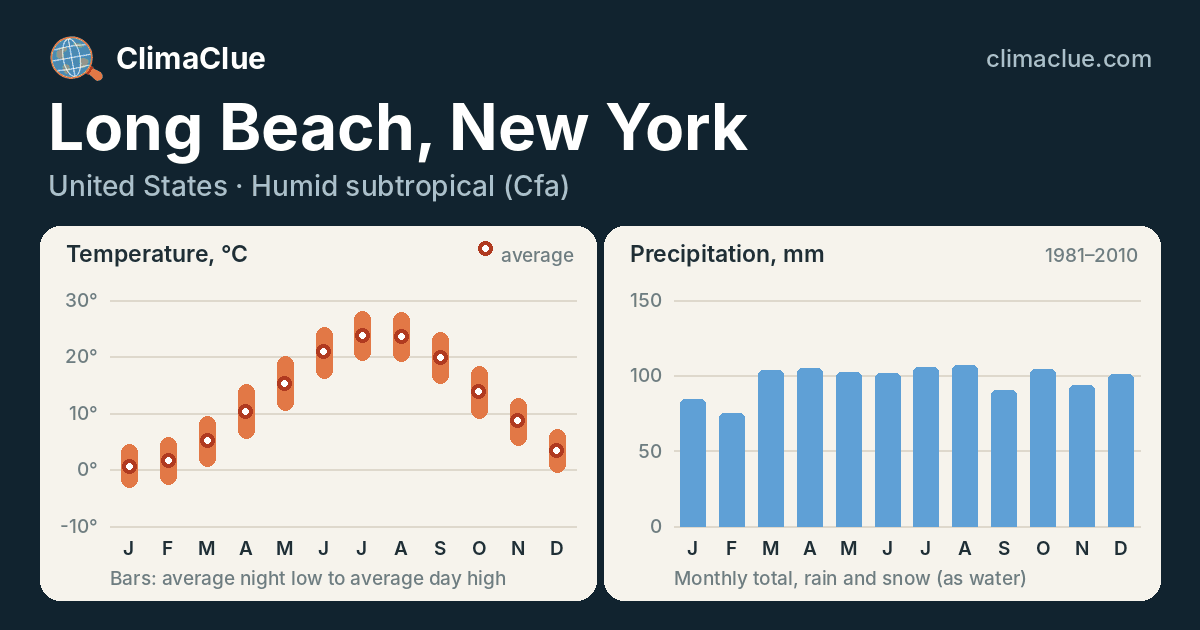 ClimaClue
climaclue.com
Long Beach, New York
United States · Humid subtropical (Cfa)
Temperature, °C
average
30°
20°
10°
0°
-10°
J F M A M J J A S O N D
Bars: average night low to average day high
Precipitation, mm
1981–2010
150
100
50
0
J F M A M J J A S O N D
Monthly total, rain and snow (as water)